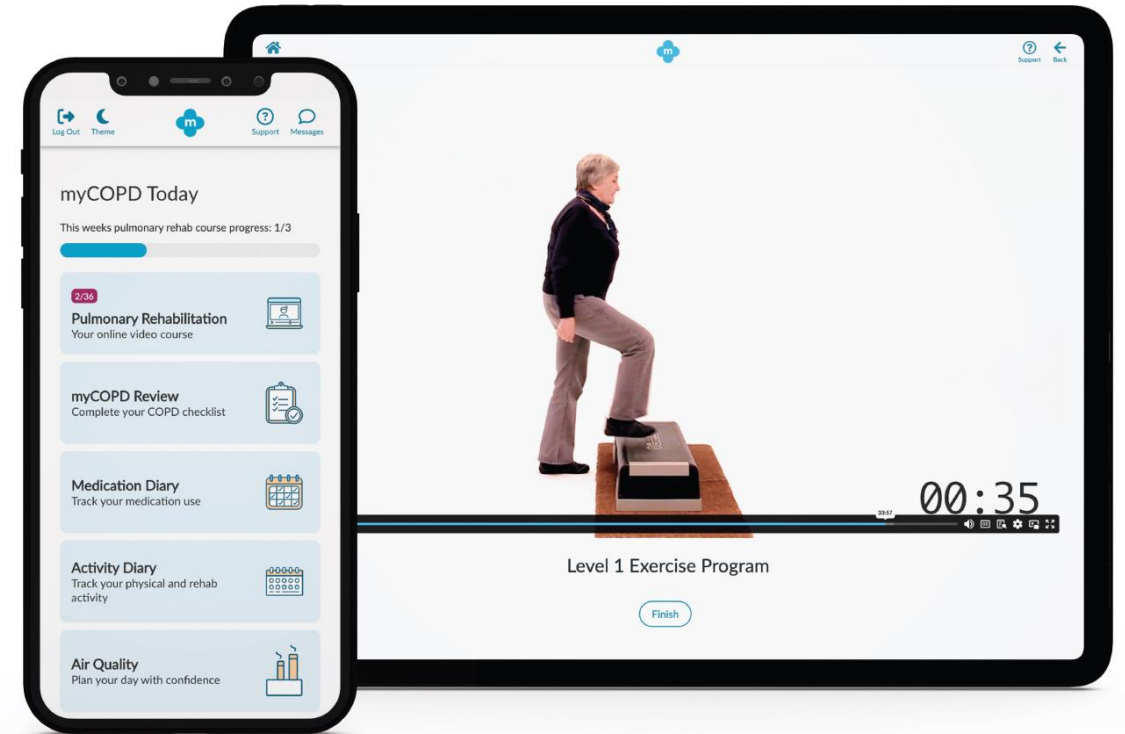 Log Out
Theme
m
Support
Messages
myCOPD Today
This weeks pulmonary rehab course progress: 1/3
2/36
Pulmonary Rehabilitation
Your online video course
myCOPD Review
Complete your COPD checklist
Medication Diary
Track your medication use
Activity Diary
Track your physical and rehab
activity
Air Quality
Plan your day with confidence
m
Support
Back
00:35
33:57
Level 1 Exercise Program
Finish